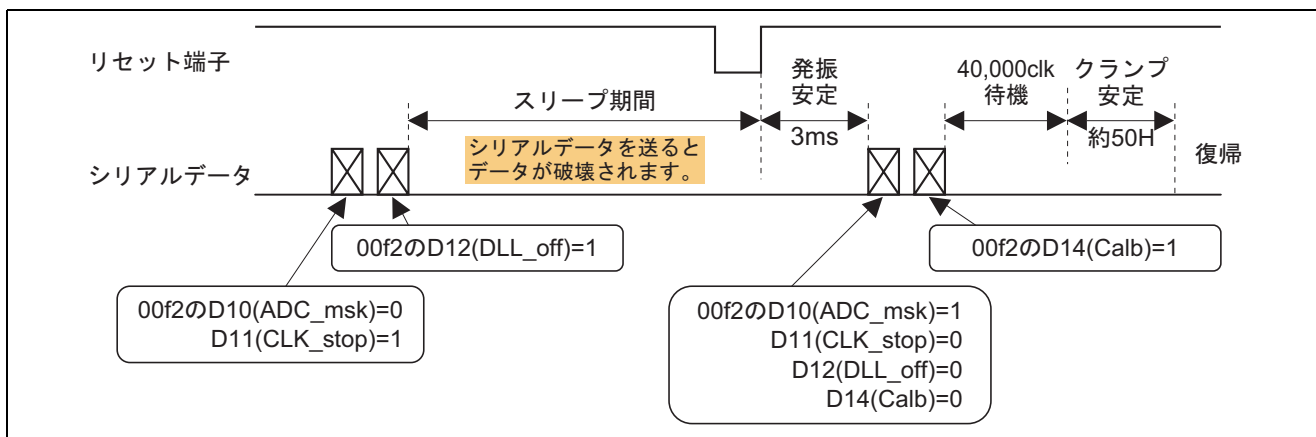 リセット端子
発振
安定
3ms
40,000clk
待機
クランプ
安定
約50H
スリープ期間
シリアルデータを送ると
データが破壊されます。
復帰
シリアルデータ
00f2のD12(DLL_off)=1
00f2のD14(Calb)=1
00f2のD10(ADC_msk)=0
D11(CLK_stop)=1
00f2のD10(ADC_msk)=1
D11(CLK_stop)=0
D12(DLL_off)=0
D14(Calb)=0